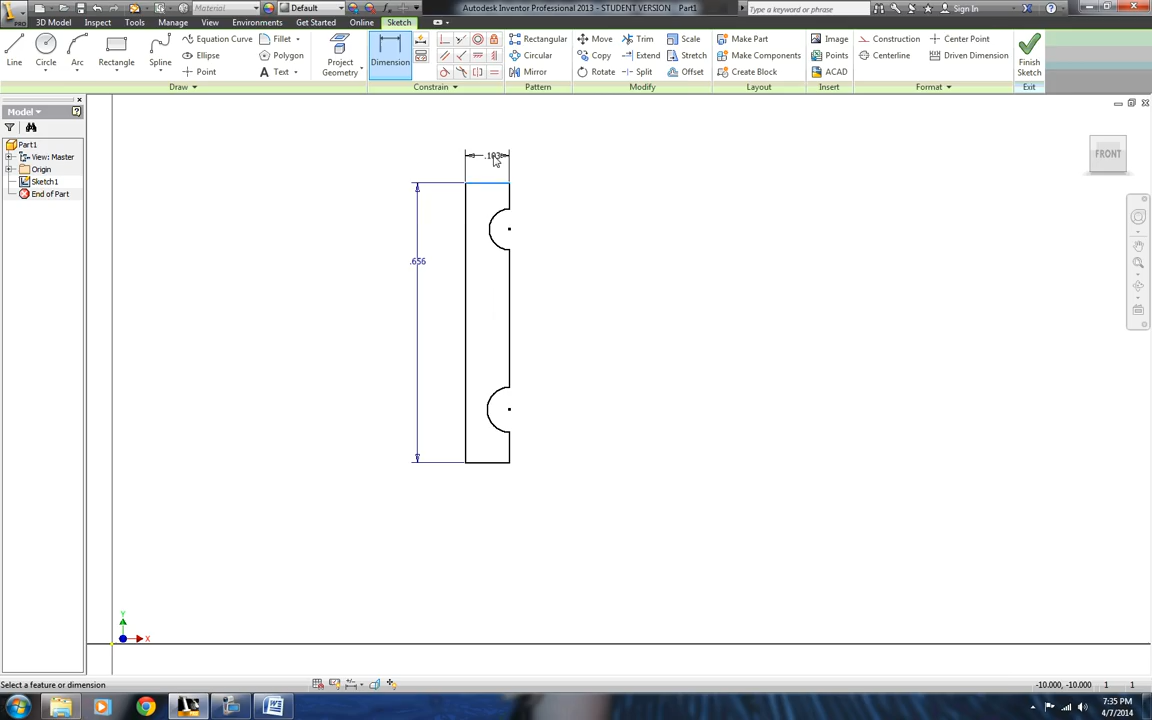 Autodesk Inventor Professional 2013 - STUDENT VERSION Part1
Material
Default
Type a keyword or phrase
Sign In
PRO
3D Model
Inspect
Tools
Manage
View
Environments
Get Started
Online
Sketch
Line
Circle
Arc
Rectangle
Spline
Equation Curve
Ellipse
Point
Fillet
Polygon
Text
Project Geometry
Dimension
Rectangular
Circular
Mirror
Move
Copy
Rotate
Trim
Extend
Split
Scale
Stretch
Offset
Make Part
Make Components
Create Block
Image
Points
ACAD
Construction
Centerline
Center Point
Driven Dimension
Finish Sketch
Draw
Constrain
Pattern
Modify
Layout
Insert
Format
Exit
Model
Part1
View: Master
Origin
Sketch1
End of Part
.656
FRONT
Y
X
Select a feature or dimension
-10.000, -10.000
1
1
7:35 PM
4/7/2014